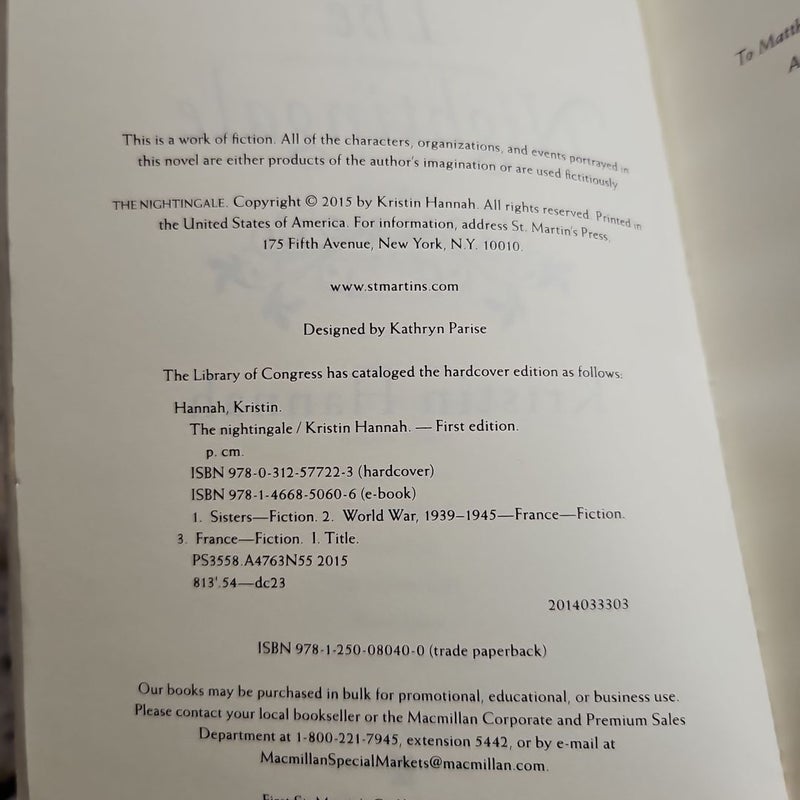 This is a work of fiction. All of the characters, organizations, and events portrayed in
this novel are either products of the author's imagination or are used fictitiously
THE NIGHTINGALE. Copyright © 2015 by Kristin Hannah. All rights reserved. Printed in
the United States of America. For information, address St. Martin's Press,
175 Fifth Avenue, New York, N.Y. 10010.
www.stmartins.com
Designed by Kathryn Parise
The Library of Congress has cataloged the hardcover edition as follows:
Hannah, Kristin.
The nightingale / Kristin Hannah. — First edition.
p. cm.
ISBN 978-0-312-57722-3 (hardcover)
ISBN 978-1-4668-5060-6 (e-book)
1. Sisters—Fiction. 2. World War, 1939–1945—France—Fiction.
3. France—Fiction. I. Title.
PS3558.A4763N55 2015
813'.54—dc23
2014033303
ISBN 978-1-250-08040-0 (trade paperback)
Our books may be purchased in bulk for promotional, educational, or business use.
Please contact your local bookseller or the Macmillan Corporate and Premium Sales
Department at 1-800-221-7945, extension 5442, or by e-mail at
MacmillanSpecialMarkets@macmillan.com.
To